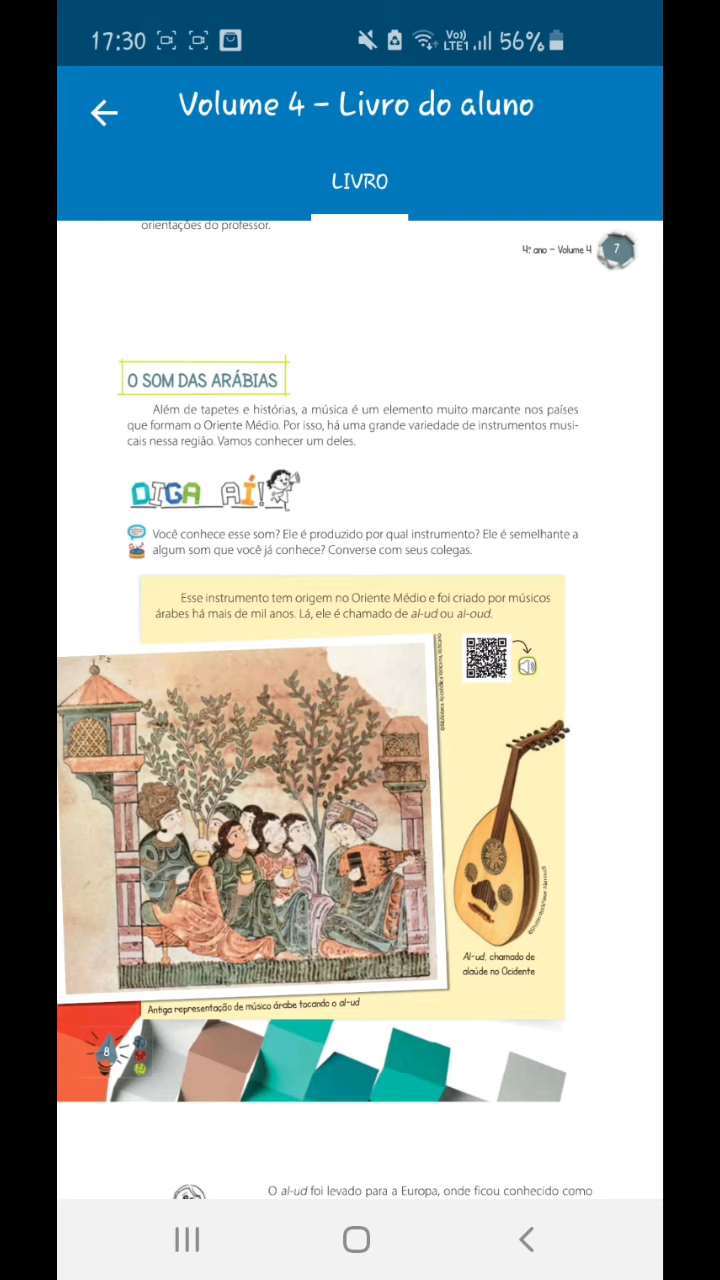 17:30
Vo))
LTE1
56%
Volume 4 – Livro do aluno
LIVRO
orientações do professor.
4º. ano – Volume 4
7
O SOM DAS ARÁBIAS
Além de tapetes e histórias, a música é um elemento muito marcante nos países
que formam o Oriente Médio. Por isso, há uma grande variedade de instrumentos musi-
cais nessa região. Vamos conhecer um deles.
DIGA AÍ!
Você conhece esse som? Ele é produzido por qual instrumento? Ele é semelhante a
algum som que você já conhece? Converse com seus colegas.
Esse instrumento tem origem no Oriente Médio e foi criado por músicos
árabes há mais de mil anos. Lá, ele é chamado de al-ud ou al-oud.
Al-ud, chamado de
alaúde no Ocidente
Antiga representação de músico árabe tocando o al-ud
8
O al-ud foi levado para a Europa, onde ficou conhecido como